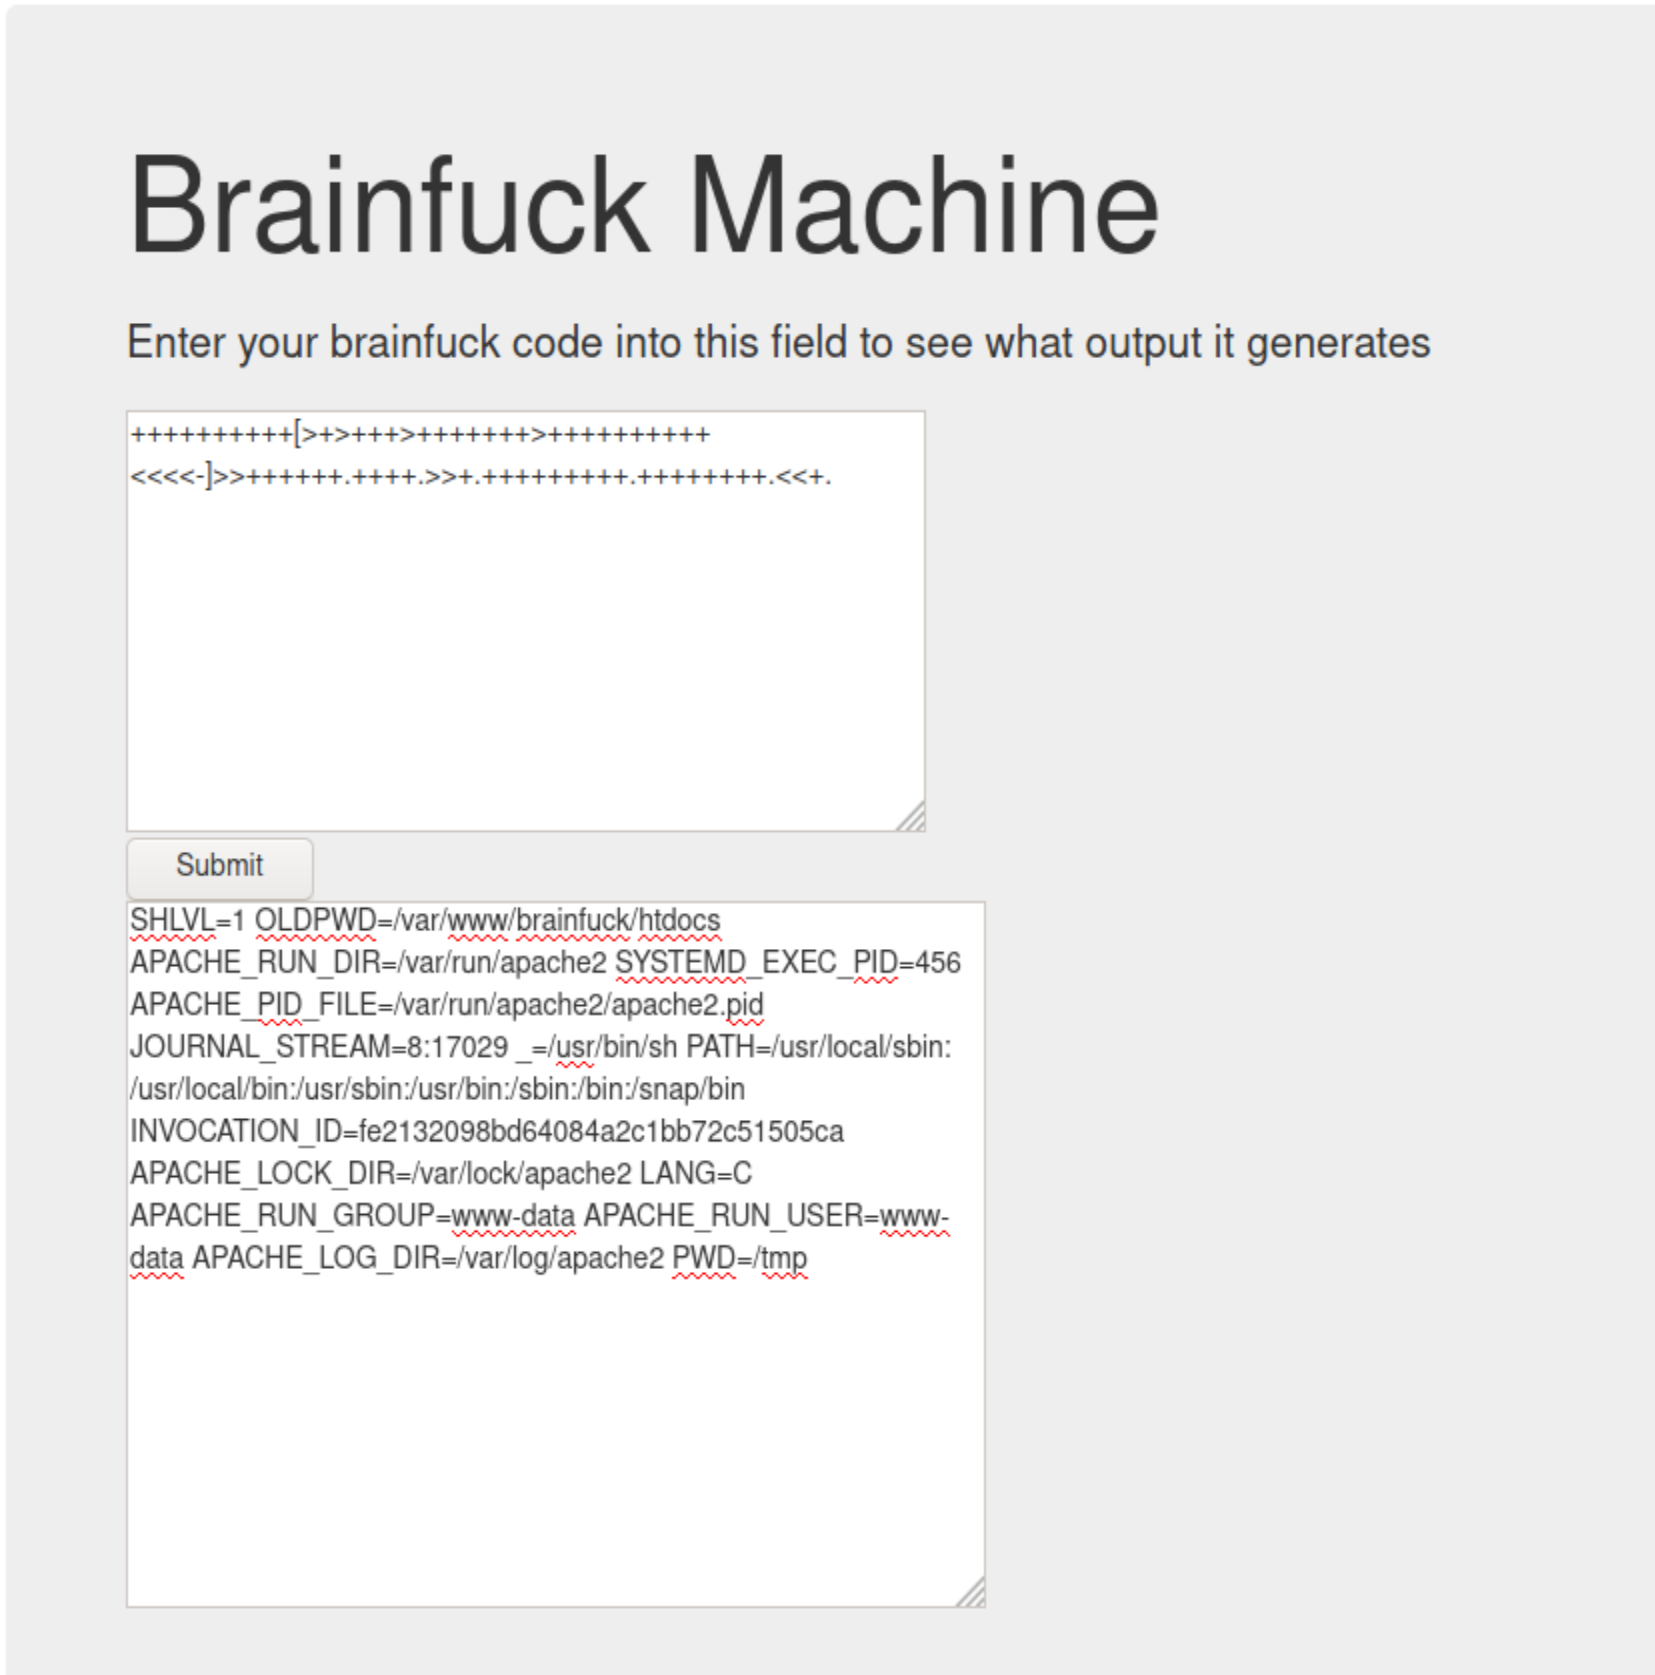 Brainfuck Machine
Enter your brainfuck code into this field to see what output it generates
++++++++++[>+>+++>+++++++>++++++++++
<<<<-]>>++++++.++++.>>+.+++++++++.++++++++.<<+.
Submit
SHLVL=1 OLDPWD=/var/www/brainfuck/htdocs
APACHE_RUN_DIR=/var/run/apache2 SYSTEMD_EXEC_PID=456
APACHE_PID_FILE=/var/run/apache2/apache2.pid
JOURNAL_STREAM=8:17029 _=/usr/bin/sh PATH=/usr/local/sbin:
/usr/local/bin:/usr/sbin:/usr/bin:/sbin:/bin:/snap/bin
INVOCATION_ID=fe2132098bd64084a2c1bb72c51505ca
APACHE_LOCK_DIR=/var/lock/apache2 LANG=C
APACHE_RUN_GROUP=www-data APACHE_RUN_USER=www-
data APACHE_LOG_DIR=/var/log/apache2 PWD=/tmp